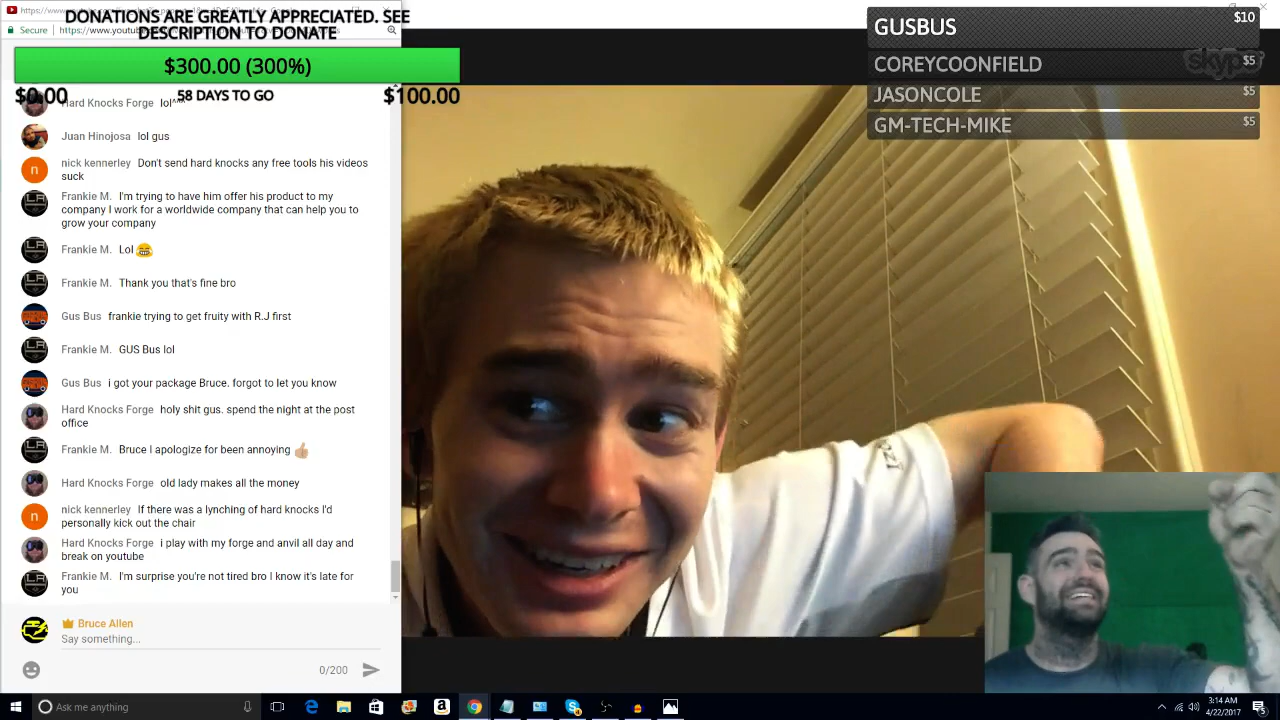 DONATIONS ARE GREATLY APPRECIATED. SEE
DESCRIPTION TO DONATE
Secure
$300.00 (300%)
$0.00
58 DAYS TO GO
$100.00
GUSBUS $10
COREYCOONFIELD $5
JASONCOLE $5
GM-TECH-MIKE $5
skype
Hard Knocks Forge lol^^^
Juan Hinojosa lol gus
nick kennerley Don't send hard knocks any free tools his videos
suck
Frankie M. I'm trying to have him offer his product to my
company I work for a worldwide company that can help you to
grow your company
Frankie M. Lol 😂
Frankie M. Thank you that's fine bro
Gus Bus frankie trying to get fruity with R.J first
Frankie M. GUS Bus lol
Gus Bus i got your package Bruce. forgot to let you know
Hard Knocks Forge holy shit gus. spend the night at the post
office
Frankie M. Bruce I apologize for been annoying 👍🏼
Hard Knocks Forge old lady makes all the money
nick kennerley If there was a lynching of hard knocks I'd
personally kick out the chair
Hard Knocks Forge i play with my forge and anvil all day and
break on youtube
Frankie M. I'm surprise you're not tired bro I know it's late for
you
Bruce Allen
Say something...
0/200
Ask me anything
3:14 AM
4/22/2017